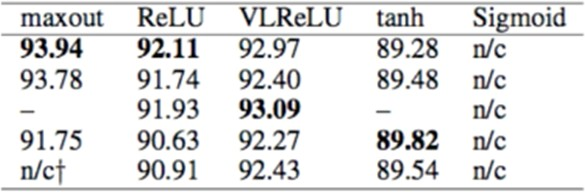 maxout ReLU VLReLU tanh Sigmoid
93.94 92.11 92.97 89.28 n/c
93.78 91.74 92.40 89.48 n/c
– 91.93 93.09 – n/c
91.75 90.63 92.27 89.82 n/c
n/c† 90.91 92.43 89.54 n/c